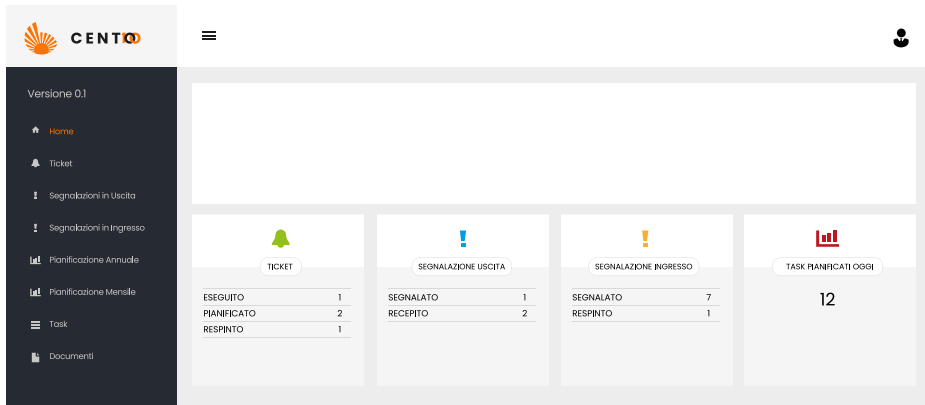 CENTO
Versione 0.1
Home
Ticket
Segnalazioni in Uscita
Segnalazioni in Ingresso
Pianificazione Annuale
Pianificazione Mensile
Task
Documenti
TICKET
ESEGUITO 1
PIANIFICATO 2
RESPINTO 1
SEGNALAZIONE USCITA
SEGNALATO 1
RECEPITO 2
SEGNALAZIONE INGRESSO
SEGNALATO 7
RESPINTO 1
TASK PIANIFICATI OGGI
12